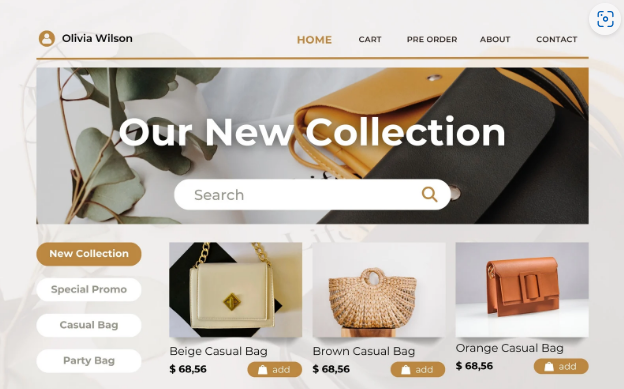 Olivia Wilson
HOME CART PRE ORDER ABOUT CONTACT
Our New Collection
Search
New Collection
Special Promo
Casual Bag
Party Bag
Beige Casual Bag
$ 68,56 add
Brown Casual Bag
$ 68,56 add
Orange Casual Bag
$ 68,56 add